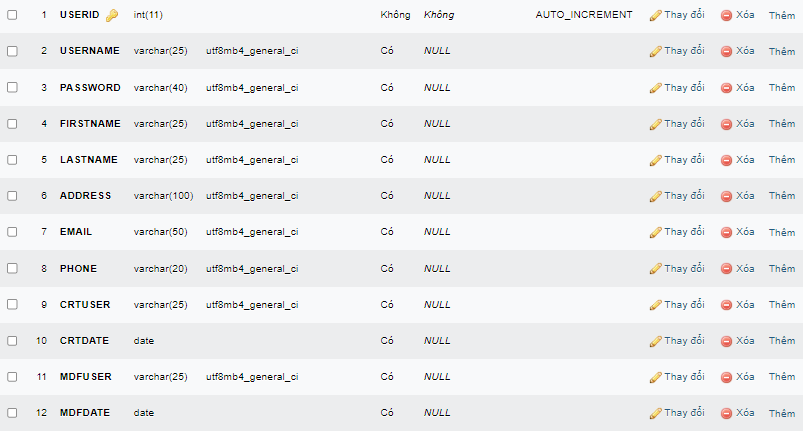 1 USERID int(11) Không Không AUTO_INCREMENT Thay đổi Xóa Thêm
2 USERNAME varchar(25) utf8mb4_general_ci Có NULL Thay đổi Xóa Thêm
3 PASSWORD varchar(40) utf8mb4_general_ci Có NULL Thay đổi Xóa Thêm
4 FIRSTNAME varchar(25) utf8mb4_general_ci Có NULL Thay đổi Xóa Thêm
5 LASTNAME varchar(25) utf8mb4_general_ci Có NULL Thay đổi Xóa Thêm
6 ADDRESS varchar(100) utf8mb4_general_ci Có NULL Thay đổi Xóa Thêm
7 EMAIL varchar(50) utf8mb4_general_ci Có NULL Thay đổi Xóa Thêm
8 PHONE varchar(20) utf8mb4_general_ci Có NULL Thay đổi Xóa Thêm
9 CRTUSER varchar(25) utf8mb4_general_ci Có NULL Thay đổi Xóa Thêm
10 CRTDATE date Có NULL Thay đổi Xóa Thêm
11 MDFUSER varchar(25) utf8mb4_general_ci Có NULL Thay đổi Xóa Thêm
12 MDFDATE date Có NULL Thay đổi Xóa Thêm